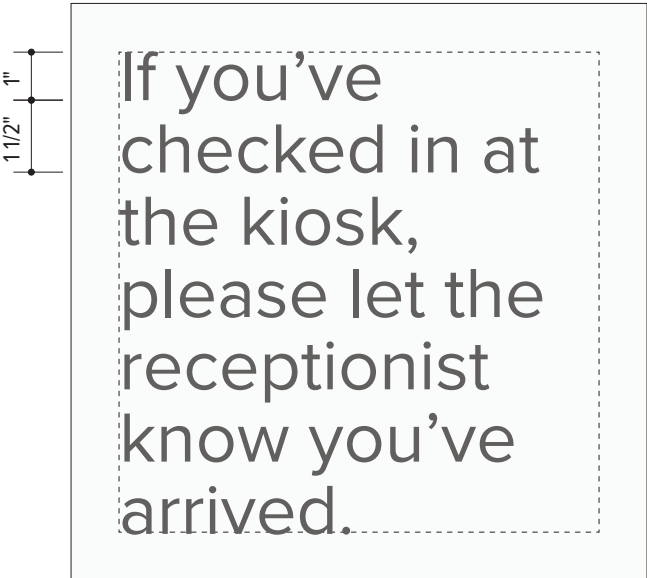 1"
1 1/2"
If you’ve
checked in at
the kiosk,
please let the
receptionist
know you’ve
arrived.